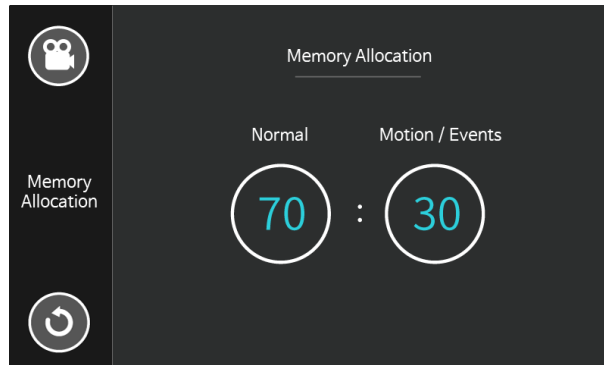 Memory Allocation
Normal Motion / Events
70 : 30
Memory
Allocation